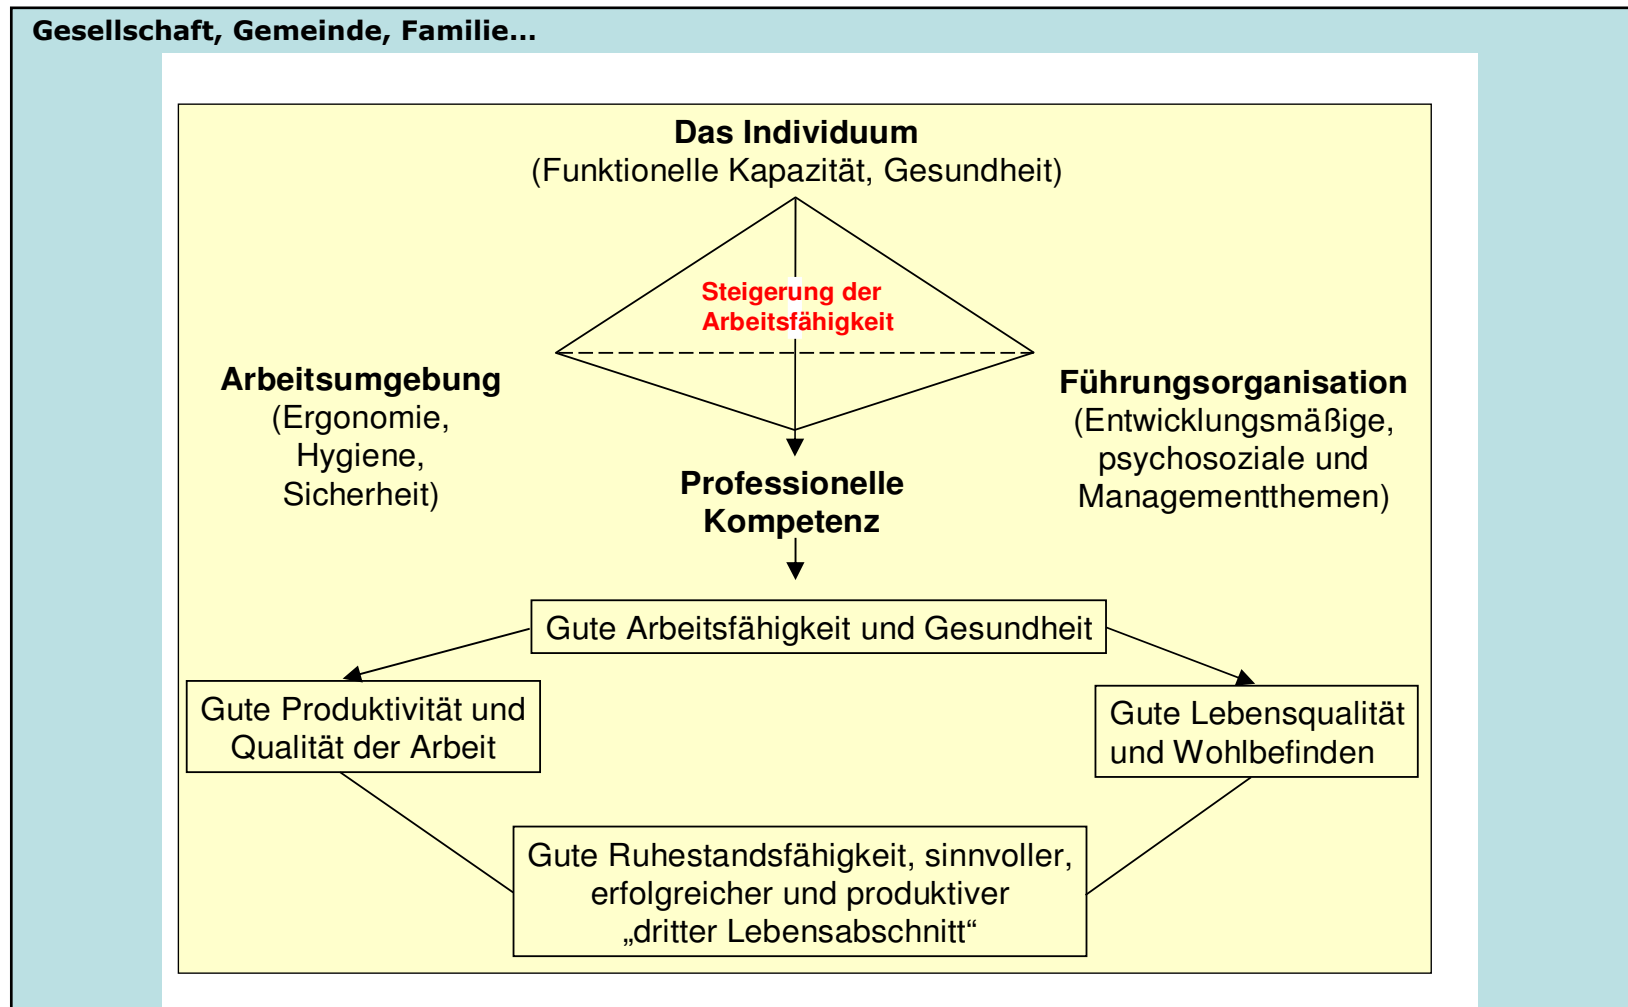 Gesellschaft, Gemeinde, Familie...
Das Individuum
(Funktionelle Kapazität, Gesundheit)
Steigerung der
Arbeitsfähigkeit
Arbeitsumgebung
(Ergonomie,
Hygiene,
Sicherheit)
Führungsorganisation
(Entwicklungsmäßige,
psychosoziale und
Managementthemen)
Professionelle
Kompetenz
Gute Arbeitsfähigkeit und Gesundheit
Gute Produktivität und
Qualität der Arbeit
Gute Lebensqualität
und Wohlbefinden
Gute Ruhestandsfähigkeit, sinnvoller,
erfolgreicher und produktiver
„dritter Lebensabschnitt“